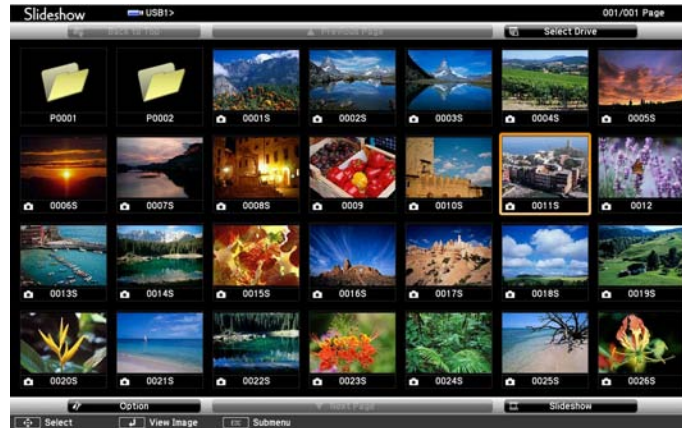 Slideshow USB1> 001/001 Page
Back to Top Previous Page Select Drive
P0001 P0002 0001S 0002S 0003S 0004S 0005S
0006S 0007S 0008S 0009 0010S 0011S 0012
0013S 0014S 0015S 0016S 0017S 0018S 0019S
0020S 0021S 0022S 0023S 0024S 0025S 0026S
Option Next Page Slideshow
Select View Image Esc Submenu